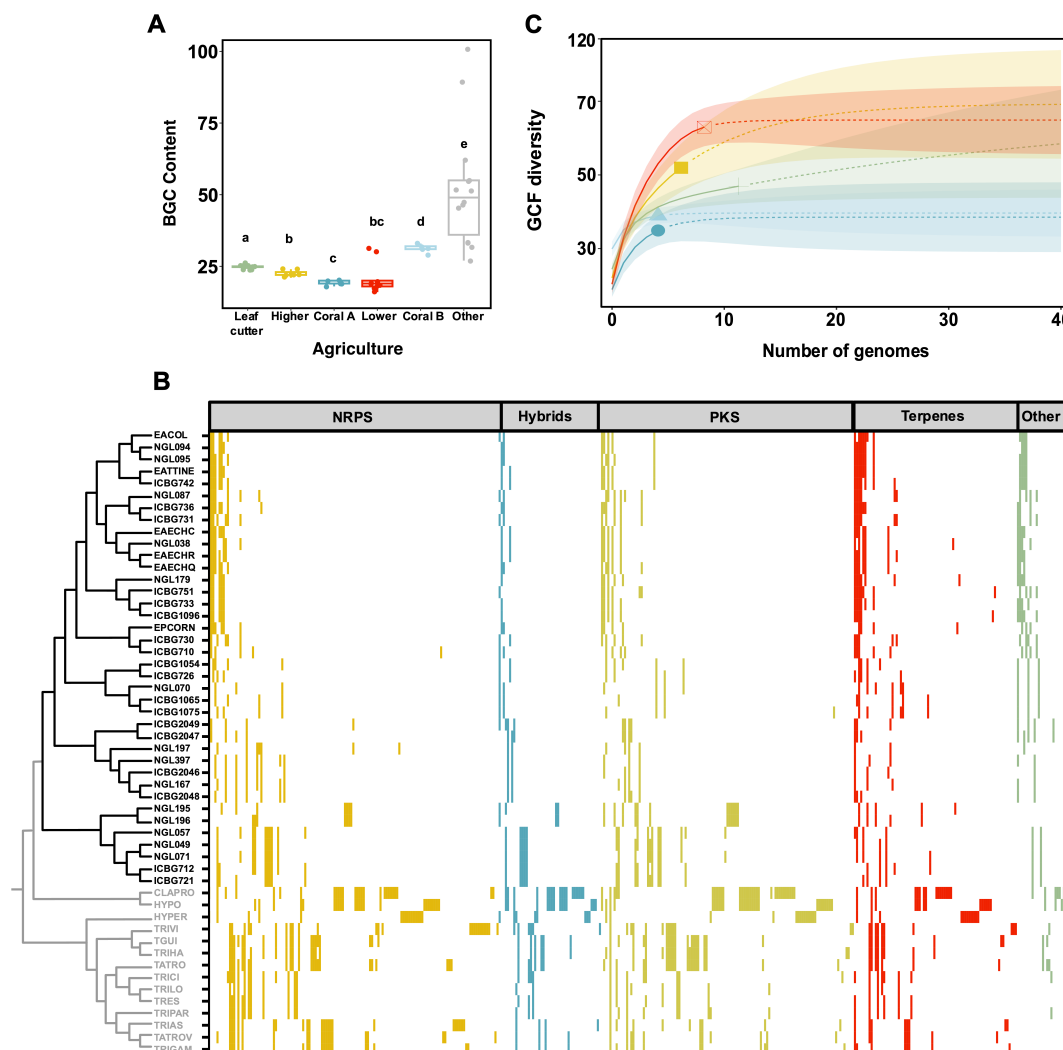 A
100
75
50
25
BGC Content
a
b
c
bc
d
e
Leaf cutter
Higher
Coral A
Lower
Coral B
Other
Agriculture
C
120
70
50
30
GCF diversity
0
10
20
30
Number of genomes
B
NRPS
Hybrids
PKS
Terpenes
Other
EACOL
NGL094
NGL095
EATTINE
ICBG742
NGL087
ICBG736
ICBG731
EAECHC
NGL038
EAECHR
EAECHQ
NGL179
ICBG751
ICBG733
ICBG1096
EPCORN
ICBG730
ICBG710
ICBG1054
ICBG726
NGL070
ICBG1065
ICBG1075
ICBG2049
ICBG2047
NGL197
NGL397
ICBG2046
NGL167
ICBG2048
NGL195
NGL196
NGL057
NGL049
NGL071
ICBG712
ICBG721
CLAPRO
HYPO
HYPER
TRIVI
TGUI
TRIHA
TATRO
TRICI
TRILO
TRES
TRIPAR
TRIAS
TATROV
TRIGAM